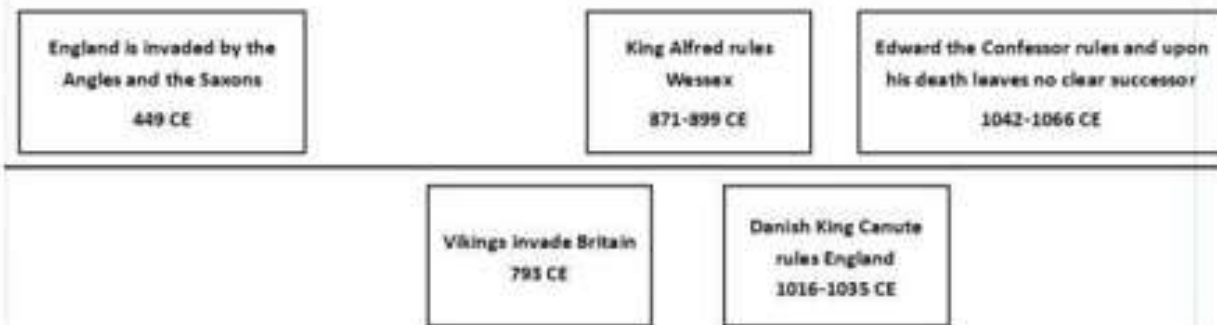 England is invaded by the
Angles and the Saxons
449 CE
King Alfred rules
Wessex
871-899 CE
Edward the Confessor rules and upon
his death leaves no clear successor
1042-1066 CE
Vikings invade Britain
793 CE
Danish King Canute
rules England
1016-1035 CE